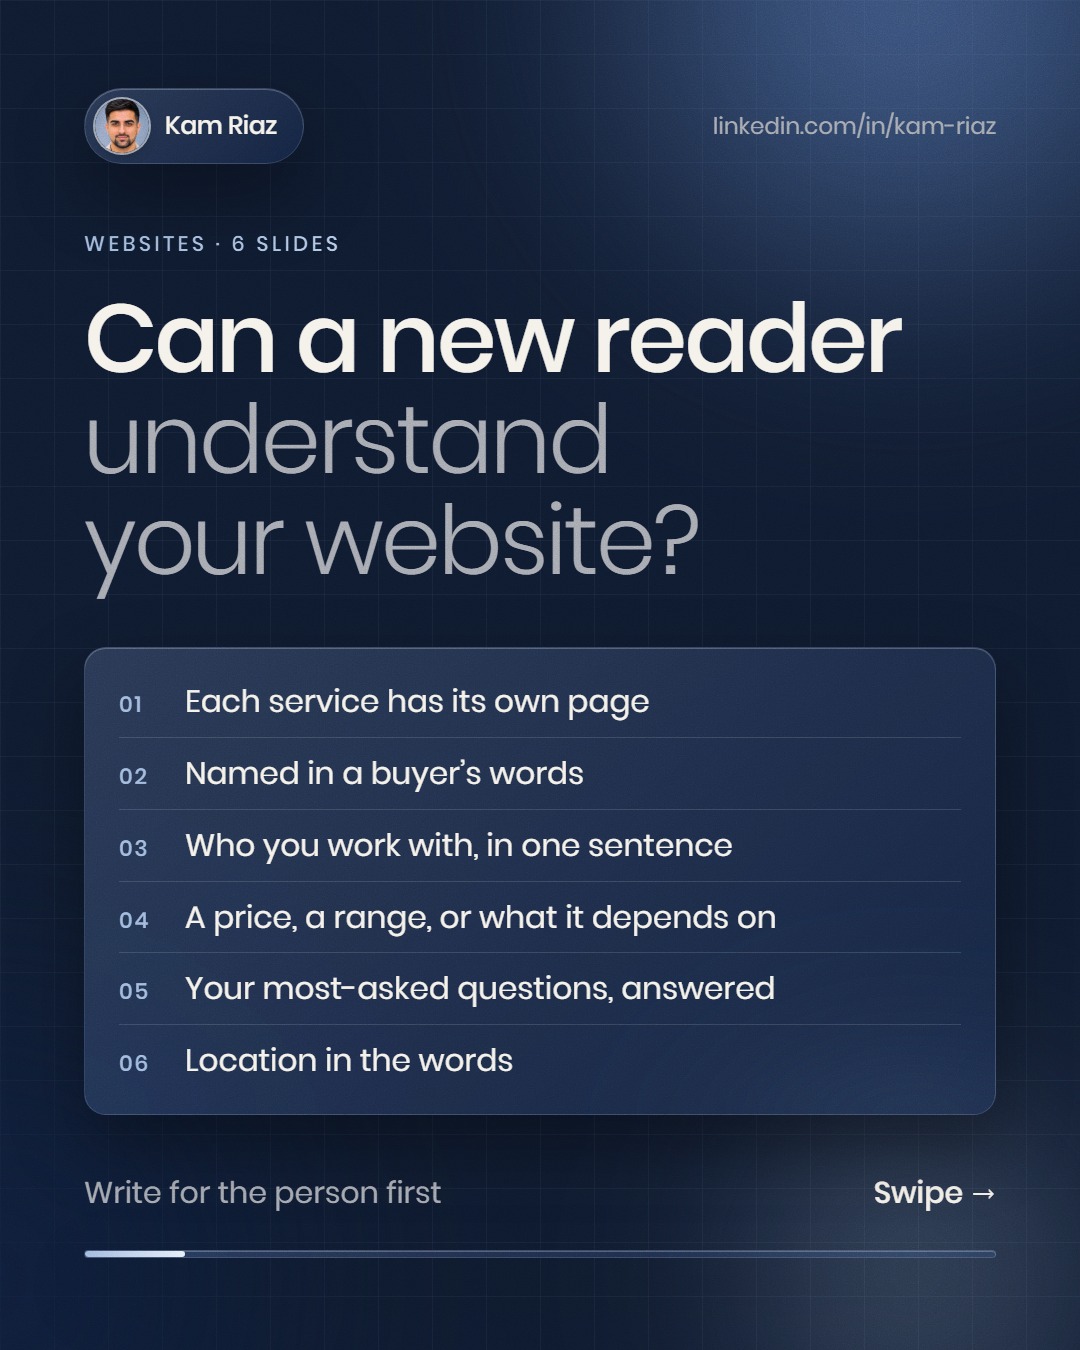 Kam Riaz
linkedin.com/in/kam-riaz
WEBSITES · 6 SLIDES
Can a new reader
understand
your website?
01 Each service has its own page
02 Named in a buyer’s words
03 Who you work with, in one sentence
04 A price, a range, or what it depends on
05 Your most-asked questions, answered
06 Location in the words
Write for the person first
Swipe →